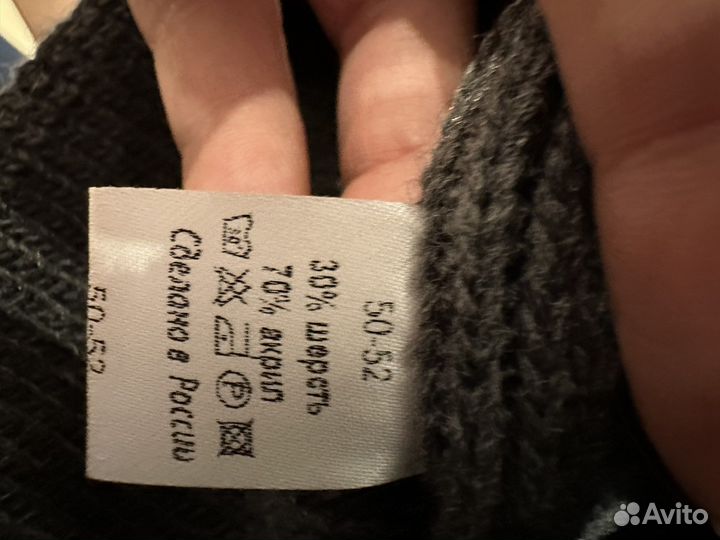 50-52
30% шерсть
70% акрил
P
Сделано в России
50-52
Avito